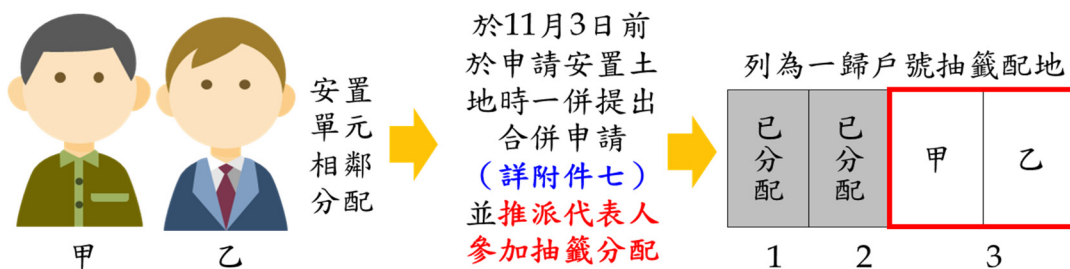 甲
乙
安置
單元
相鄰
分配
於11月3日前
於申請安置土
地時一併提出
合併申請
（詳附件七）
並推派代表人
參加抽籤分配
列為一歸戶號抽籤配地
已分配
已分配
甲
乙
1
2
3